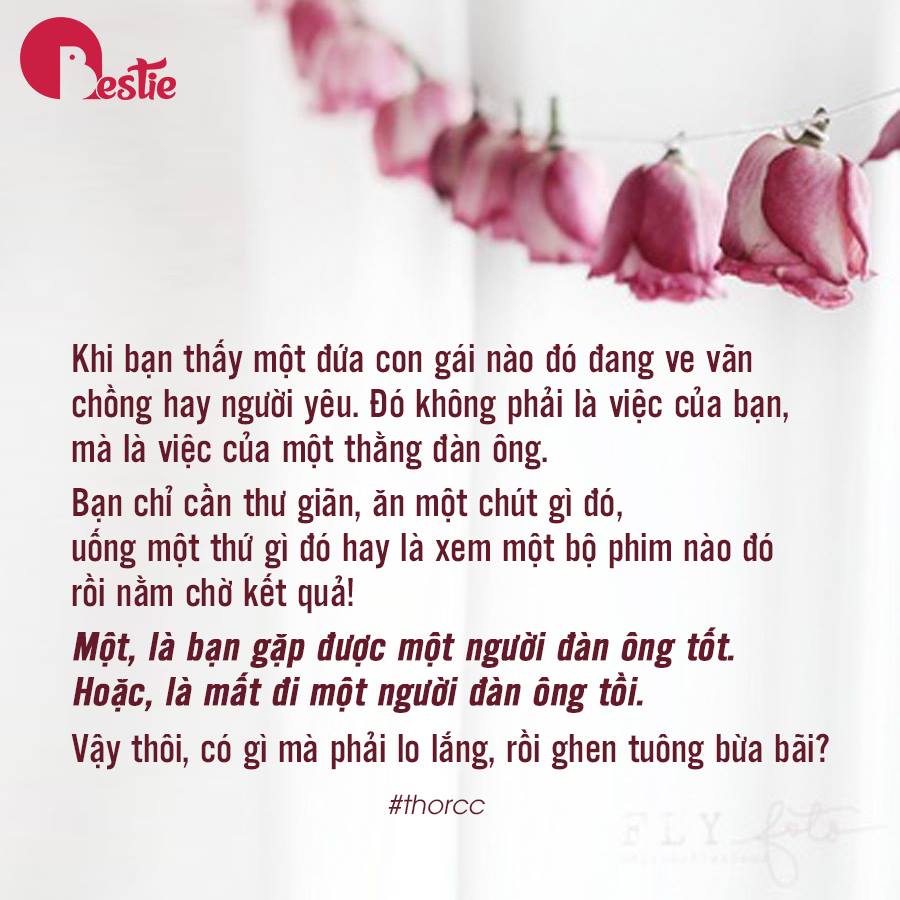 Bestie
Khi bạn thấy một đứa con gái nào đó đang ve vãn
chồng hay người yêu. Đó không phải là việc của bạn,
mà là việc của một thằng đàn ông.
Bạn chỉ cần thư giãn, ăn một chút gì đó,
uống một thứ gì đó hay là xem một bộ phim nào đó
rồi nằm chờ kết quả!
Một, là bạn gặp dược một người đàn ông tốt.
Hoặc, là mất đi một người đàn ông tồi.
Vậy thôi, có gì mà phải lo lắng, rồi ghen tuông bừa bãi?
#thorcc
FLY foto